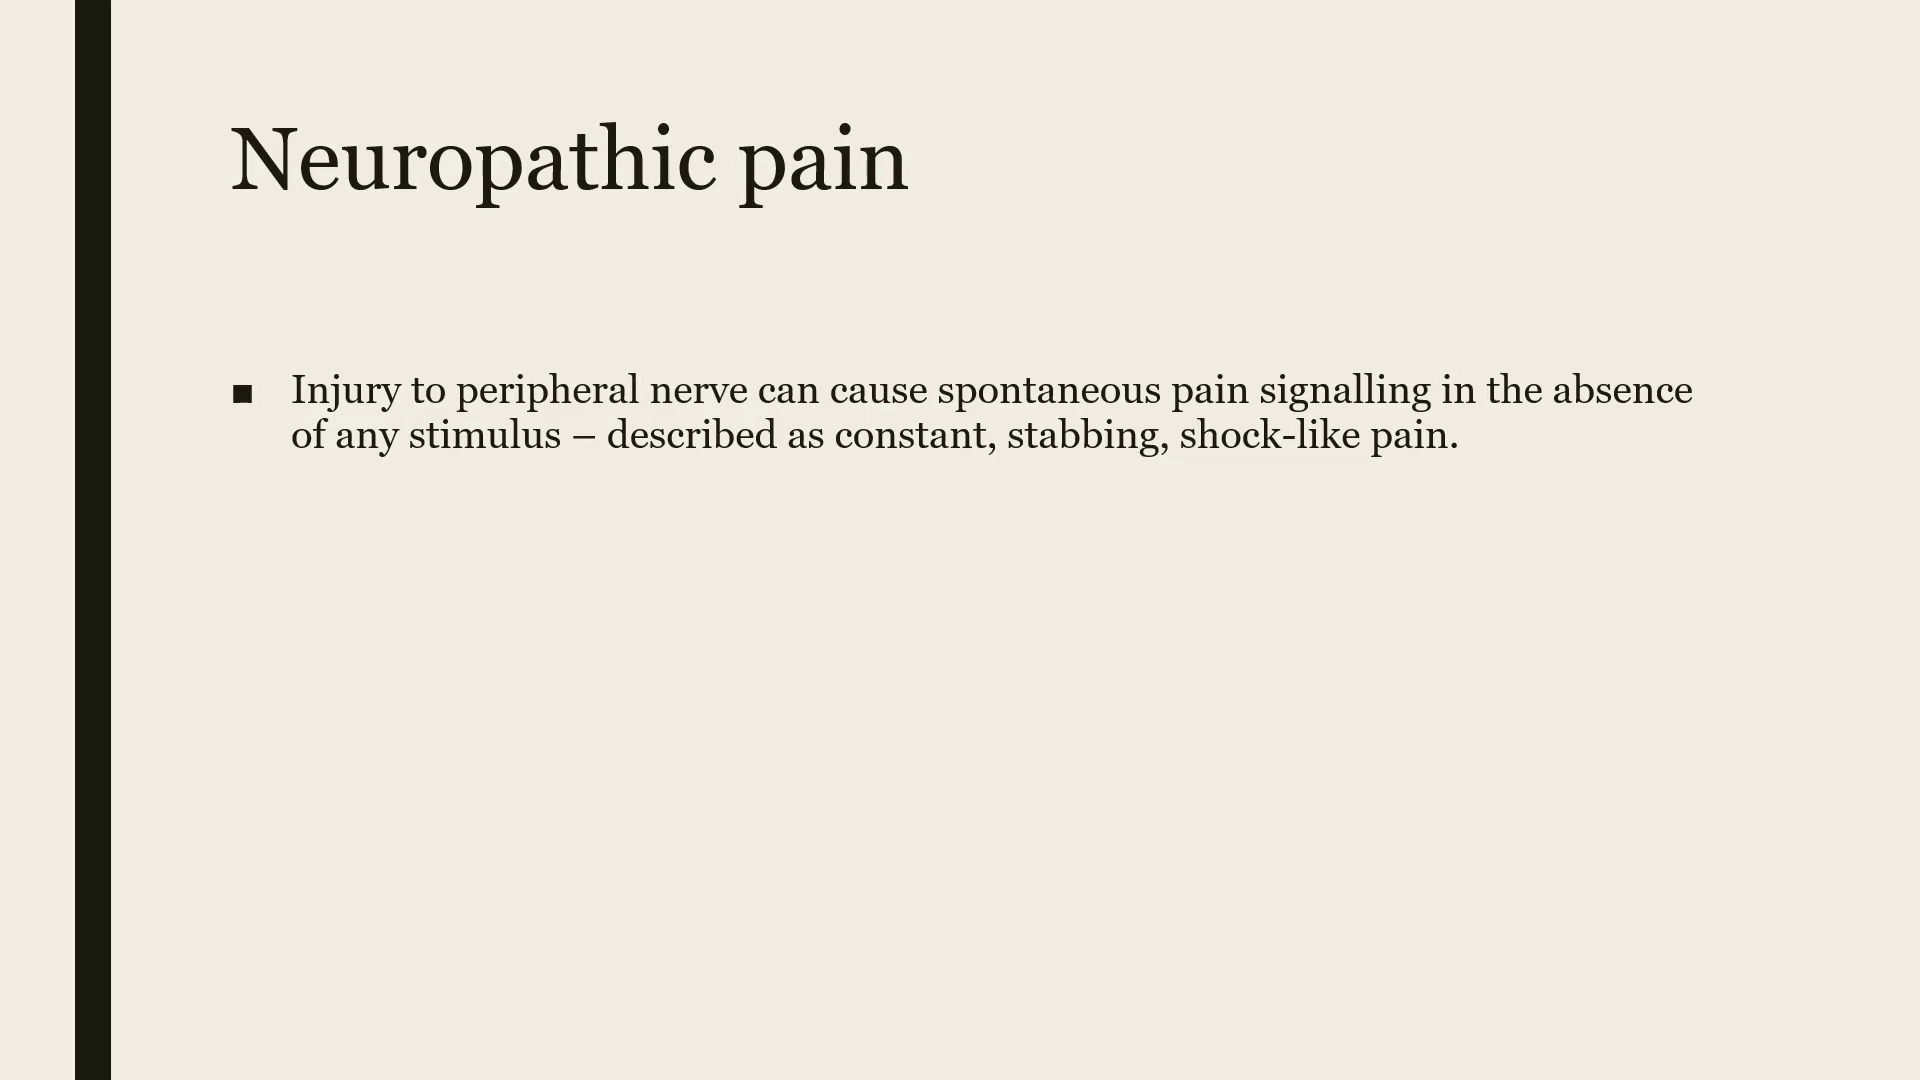 Neuropathic pain
■ Injury to peripheral nerve can cause spontaneous pain signalling in the absence
of any stimulus – described as constant, stabbing, shock-like pain.